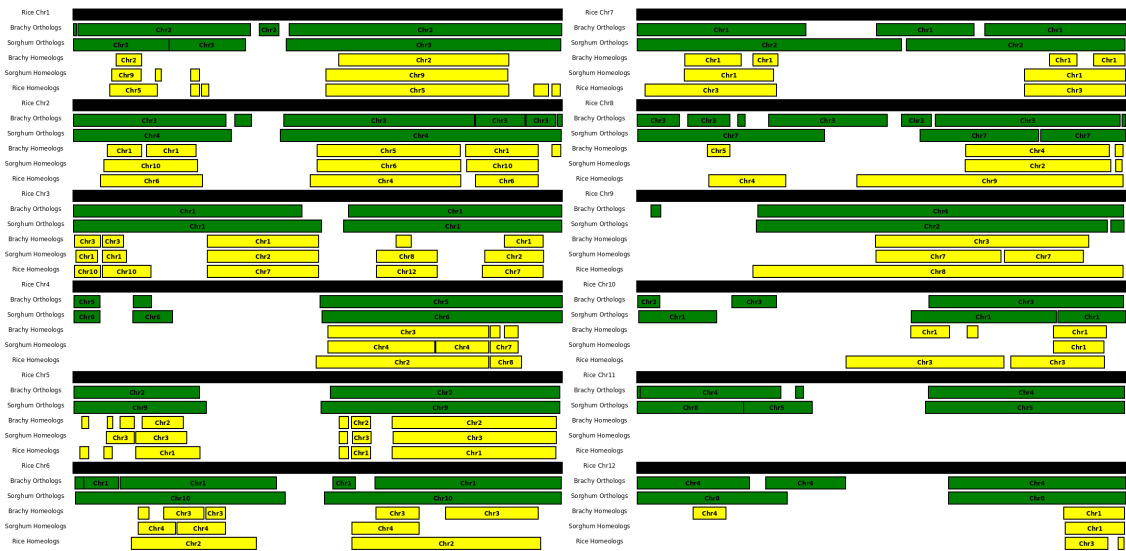 Rice Chr1
Brachy Orthologs Chr2 Chr2 Chr2
Sorghum Orthologs Chr3 Chr3 Chr3
Brachy Homeologs Chr2 Chr2
Sorghum Homeologs Chr9 Chr9
Rice Homeologs Chr5 Chr5
Rice Chr2
Brachy Orthologs Chr3 Chr3 Chr3 Chr3
Sorghum Orthologs Chr4 Chr4
Brachy Homeologs Chr1 Chr1 Chr5 Chr1
Sorghum Homeologs Chr10 Chr6 Chr10
Rice Homeologs Chr6 Chr4 Chr6
Rice Chr3
Brachy Orthologs Chr1 Chr1
Sorghum Orthologs Chr1 Chr1
Brachy Homeologs Chr3 Chr3 Chr1 Chr1
Sorghum Homeologs Chr1 Chr1 Chr2 Chr8 Chr2
Rice Homeologs Chr10 Chr10 Chr7 Chr12 Chr7
Rice Chr4
Brachy Orthologs Chr5 Chr5
Sorghum Orthologs Chr6 Chr6 Chr6
Brachy Homeologs Chr3
Sorghum Homeologs Chr4 Chr4 Chr7
Rice Homeologs Chr2 Chr8
Rice Chr5
Brachy Orthologs Chr2 Chr2
Sorghum Orthologs Chr9 Chr9
Brachy Homeologs Chr2 Chr2 Chr2
Sorghum Homeologs Chr3 Chr3 Chr3 Chr3
Rice Homeologs Chr1 Chr1 Chr1
Rice Chr6
Brachy Orthologs Chr1 Chr1 Chr1 Chr1
Sorghum Orthologs Chr10 Chr10
Brachy Homeologs Chr3 Chr3 Chr3 Chr3
Sorghum Homeologs Chr4 Chr4 Chr4
Rice Homeologs Chr2 Chr2
Rice Chr7
Brachy Orthologs Chr1 Chr1 Chr1
Sorghum Orthologs Chr2 Chr2
Brachy Homeologs Chr1 Chr1 Chr1 Chr1
Sorghum Homeologs Chr1 Chr1
Rice Homeologs Chr3 Chr3
Rice Chr8
Brachy Orthologs Chr3 Chr3 Chr3 Chr3 Chr3
Sorghum Orthologs Chr7 Chr7 Chr7
Brachy Homeologs Chr5 Chr4
Sorghum Homeologs Chr2
Rice Homeologs Chr4 Chr9
Rice Chr9
Brachy Orthologs Chr4
Sorghum Orthologs Chr2
Brachy Homeologs Chr3
Sorghum Homeologs Chr7 Chr7
Rice Homeologs Chr8
Rice Chr10
Brachy Orthologs Chr3 Chr3 Chr3
Sorghum Orthologs Chr1 Chr1 Chr1
Brachy Homeologs Chr1 Chr1
Sorghum Homeologs Chr1
Rice Homeologs Chr3 Chr3
Rice Chr11
Brachy Orthologs Chr4 Chr4
Sorghum Orthologs Chr8 Chr5 Chr5
Brachy Homeologs
Sorghum Homeologs
Rice Homeologs
Rice Chr12
Brachy Orthologs Chr4 Chr4 Chr4
Sorghum Orthologs Chr8 Chr8
Brachy Homeologs Chr4 Chr1
Sorghum Homeologs Chr1
Rice Homeologs Chr3